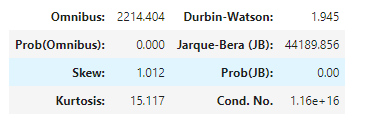 Omnibus: 2214.404 Durbin-Watson: 1.945
Prob(Omnibus): 0.000 Jarque-Bera (JB): 44189.856
Skew: 1.012 Prob(JB): 0.00
Kurtosis: 15.117 Cond. No. 1.16e+16